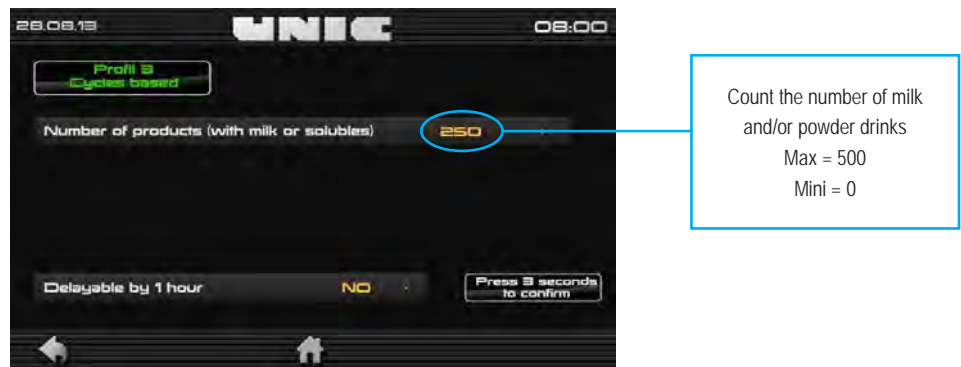 28.08.13 UNIC 08:00
Profil 3
Cycles based
Number of products (with milk or solubles) 250
Delayable by 1 hour NO
Press 3 seconds
to confirm
Count the number of milk
and/or powder drinks
Max = 500
Mini = 0